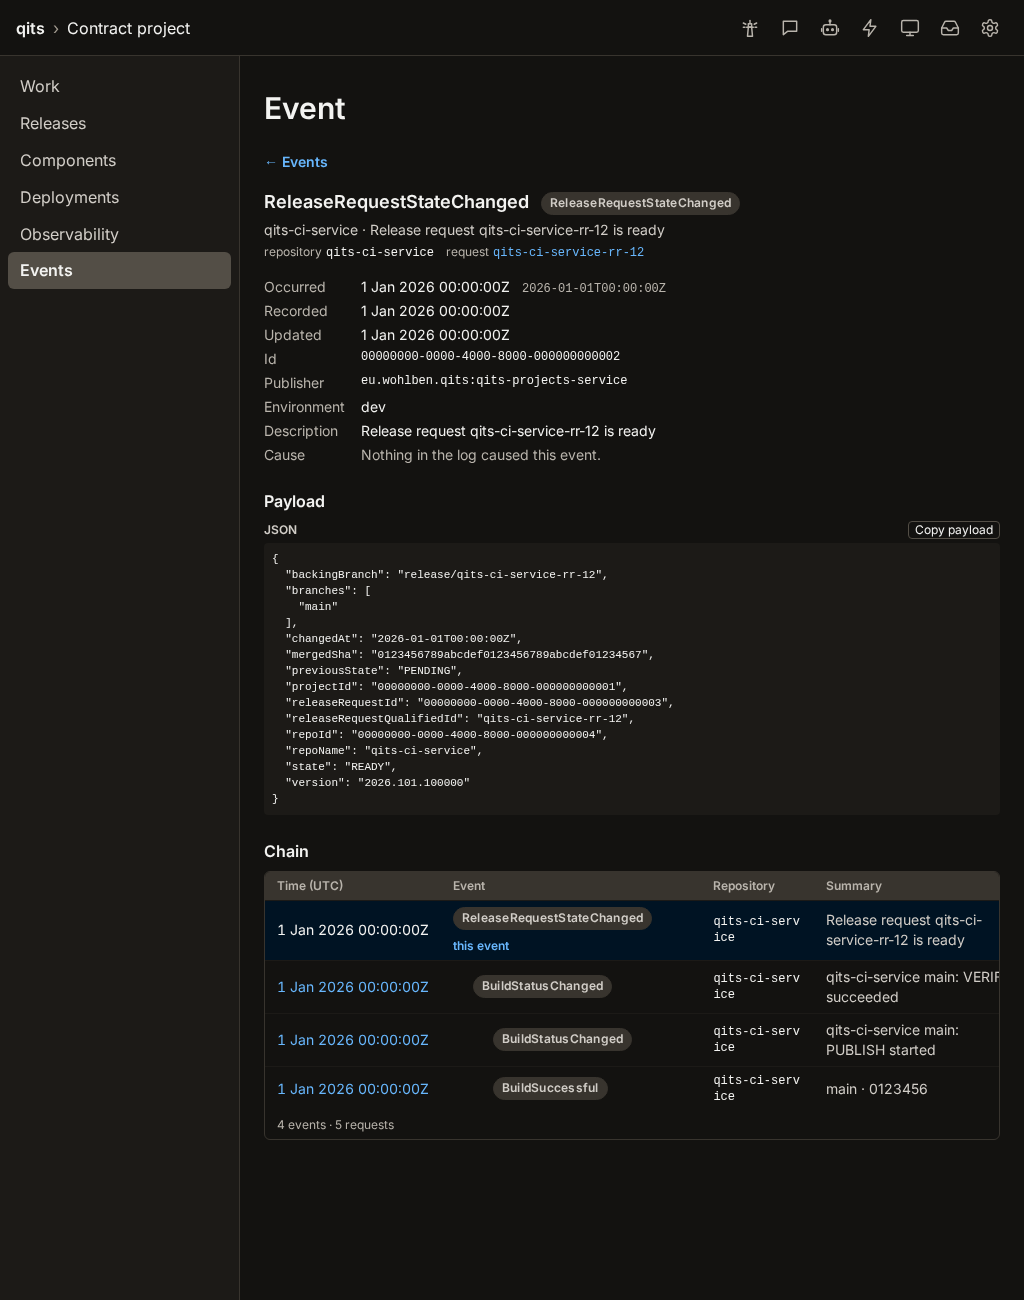 qits › Contract project
Work
Releases
Components
Deployments
Observability
Events
Event
← Events
ReleaseRequestStateChanged ReleaseRequestStateChanged
qits-ci-service · Release request qits-ci-service-rr-12 is ready
repository qits-ci-service request qits-ci-service-rr-12
Occurred 1 Jan 2026 00:00:00Z 2026-01-01T00:00:00Z
Recorded 1 Jan 2026 00:00:00Z
Updated 1 Jan 2026 00:00:00Z
Id 00000000-0000-4000-8000-000000000002
Publisher eu.wohlben.qits:qits-projects-service
Environment dev
Description Release request qits-ci-service-rr-12 is ready
Cause Nothing in the log caused this event.
Payload
JSON Copy payload
{
  "backingBranch": "release/qits-ci-service-rr-12",
  "branches": [
    "main"
  ],
  "changedAt": "2026-01-01T00:00:00Z",
  "mergedSha": "0123456789abcdef0123456789abcdef01234567",
  "previousState": "PENDING",
  "projectId": "00000000-0000-4000-8000-000000000001",
  "releaseRequestId": "00000000-0000-4000-8000-000000000003",
  "releaseRequestQualifiedId": "qits-ci-service-rr-12",
  "repoId": "00000000-0000-4000-8000-000000000004",
  "repoName": "qits-ci-service",
  "state": "READY",
  "version": "2026.101.100000"
}
Chain
Time (UTC) Event Repository Summary
1 Jan 2026 00:00:00Z ReleaseRequestStateChanged qits-ci-serv Release request qits-ci-
this event ice service-rr-12 is ready
1 Jan 2026 00:00:00Z BuildStatusChanged qits-ci-serv qits-ci-service main: VERIF
ice succeeded
1 Jan 2026 00:00:00Z BuildStatusChanged qits-ci-serv qits-ci-service main:
ice PUBLISH started
1 Jan 2026 00:00:00Z BuildSuccessful qits-ci-serv main · 0123456
ice
4 events · 5 requests